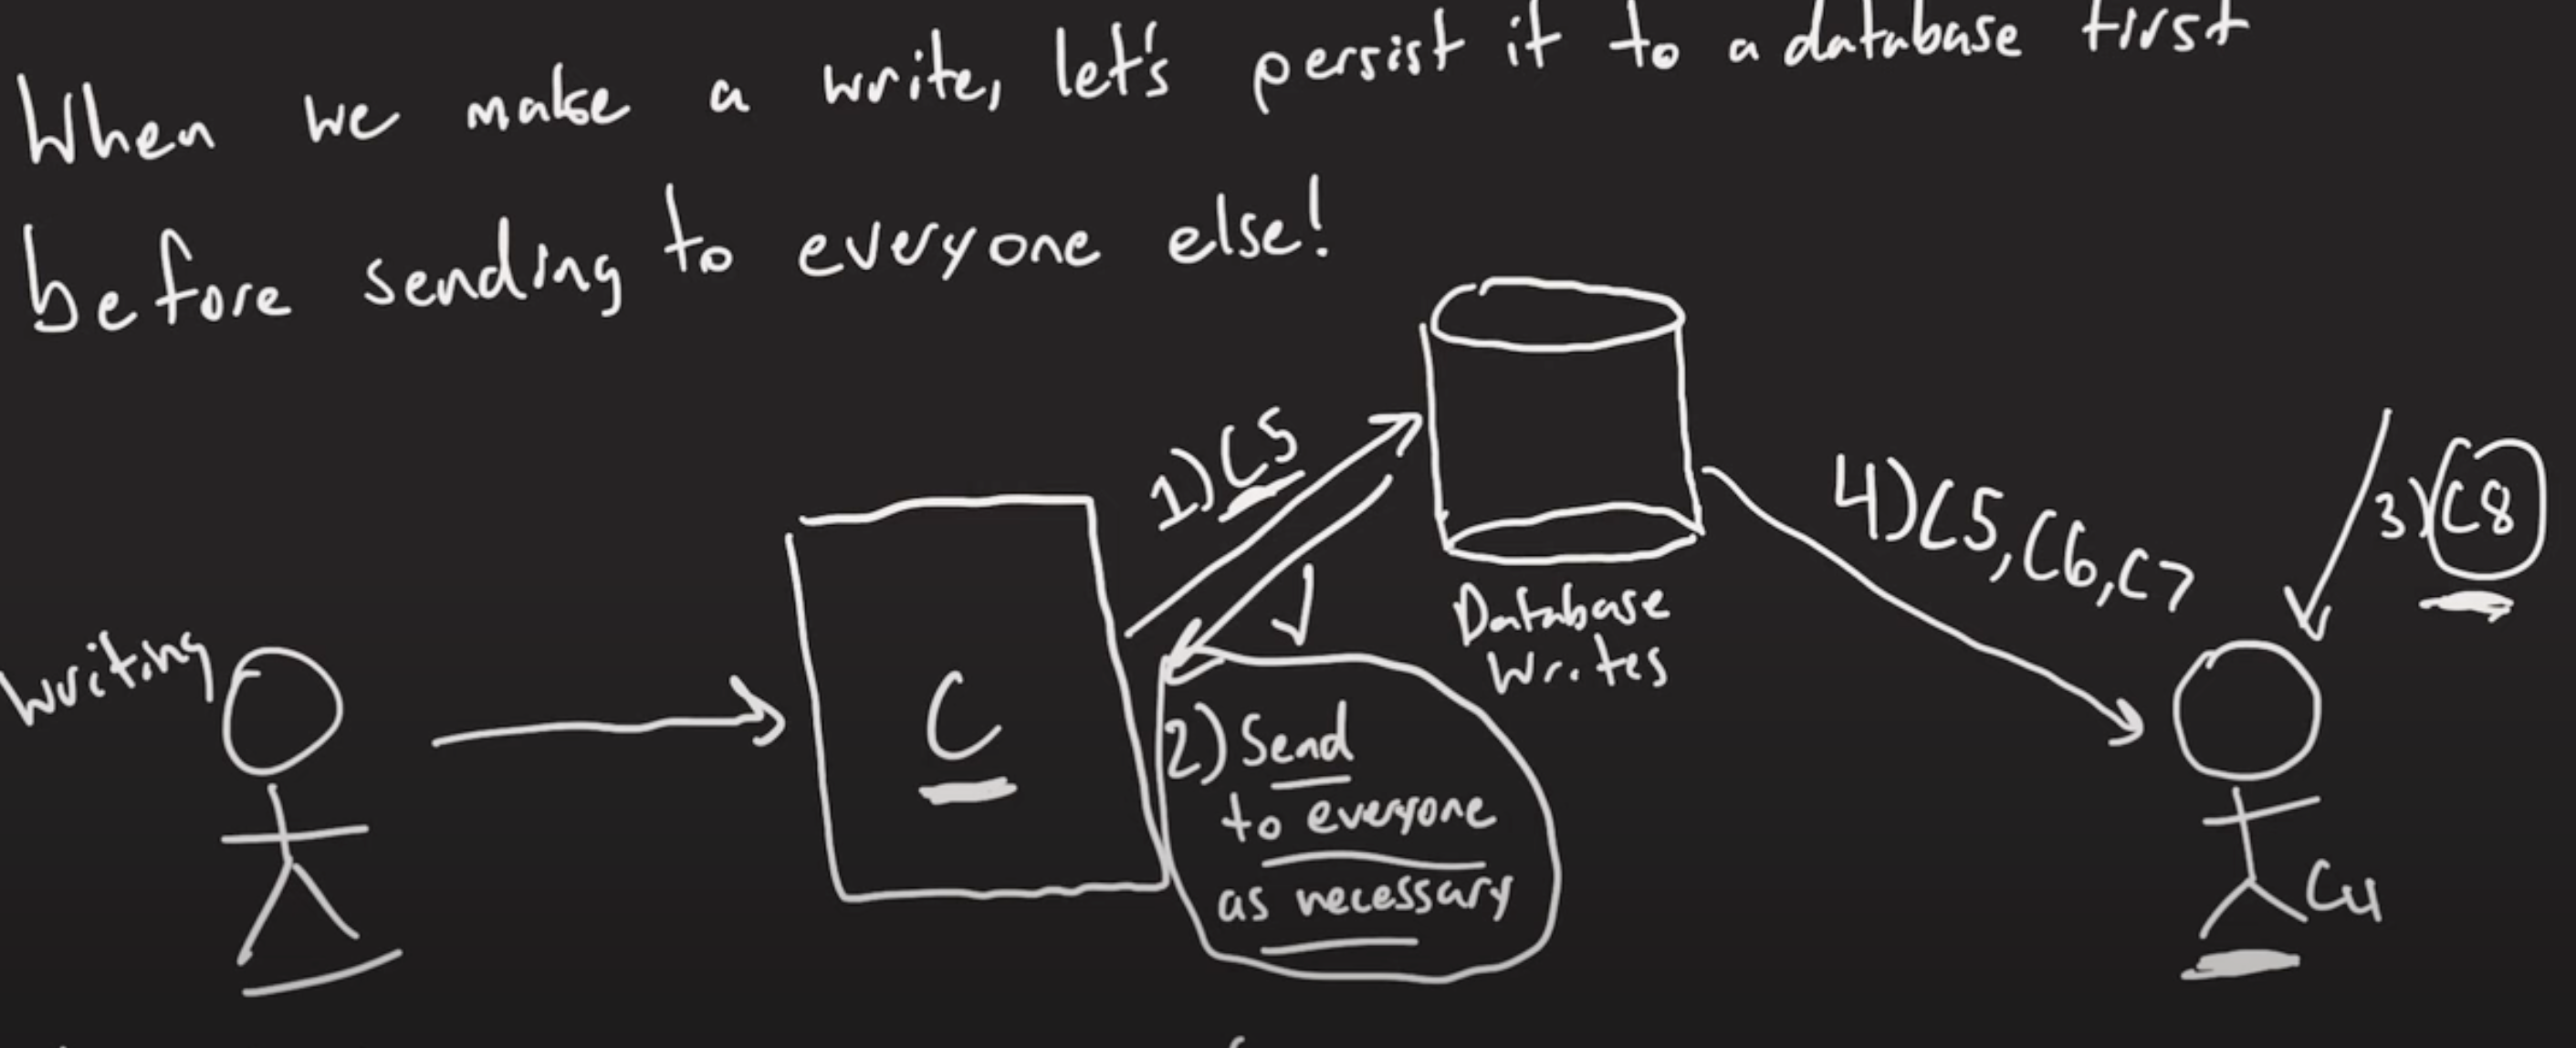 When we make a write, let's persist it to a database first
before sending to everyone else!
1) C5
4) C5, C6, C7
3) C8
Database
Writes
writing
C
2) Send
to everyone
as necessary
C4